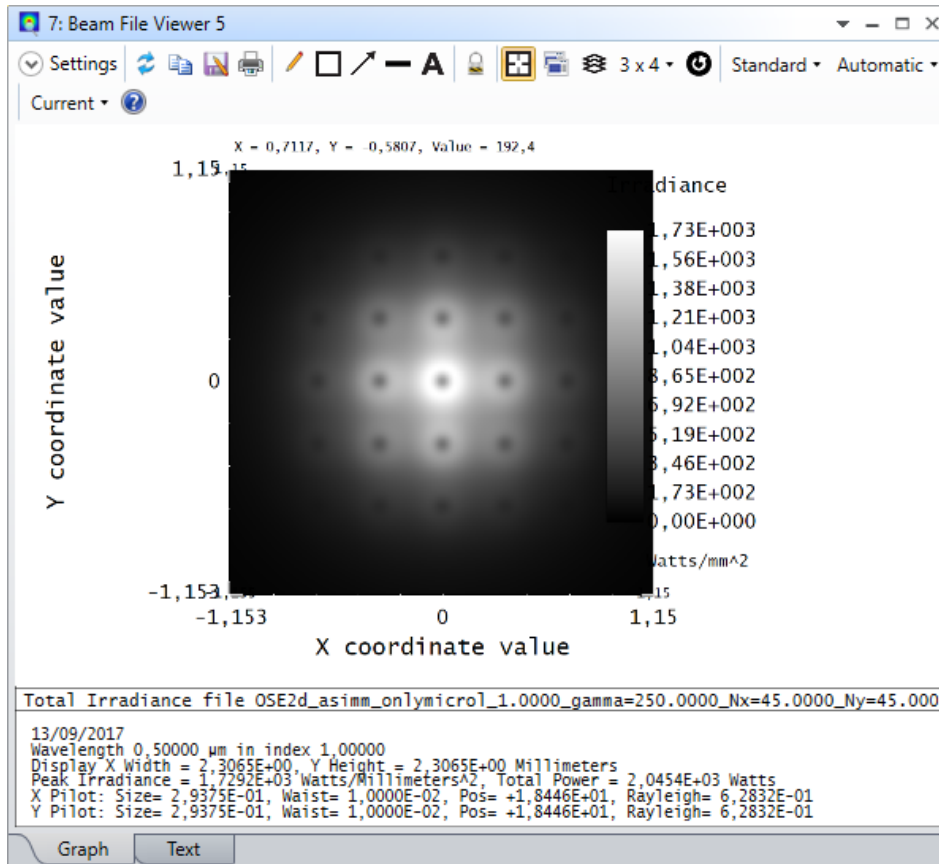 7: Beam File Viewer 5
Settings
A
3 x 4
Standard
Automatic
Current
X = 0,7117, Y = -0,5807, Value = 192,4
1,15
Irradiance
1,73E+003
1,56E+003
1,38E+003
1,21E+003
1,04E+003
8,65E+002
6,92E+002
5,19E+002
3,46E+002
1,73E+002
0,00E+000
Watts/mm^2
Y coordinate value
0
-1,153
1,15
-1,153
0
1,15
X coordinate value
Total Irradiance file OSE2d_asimm_onlymicrol_1.0000_gamma=250.0000_Nx=45.0000_Ny=45.000
13/09/2017
Wavelength 0,50000 µm in index 1,00000
Display X Width = 2,3065E+00, Y Height = 2,3065E+00 Millimeters
Peak Irradiance = 1,7292E+03 Watts/Millimeters^2, Total Power = 2,0454E+03 Watts
X Pilot: Size= 2,9375E-01, Waist= 1,0000E-02, Pos= +1,8446E+01, Rayleigh= 6,2832E-01
Y Pilot: Size= 2,9375E-01, Waist= 1,0000E-02, Pos= +1,8446E+01, Rayleigh= 6,2832E-01
Graph
Text